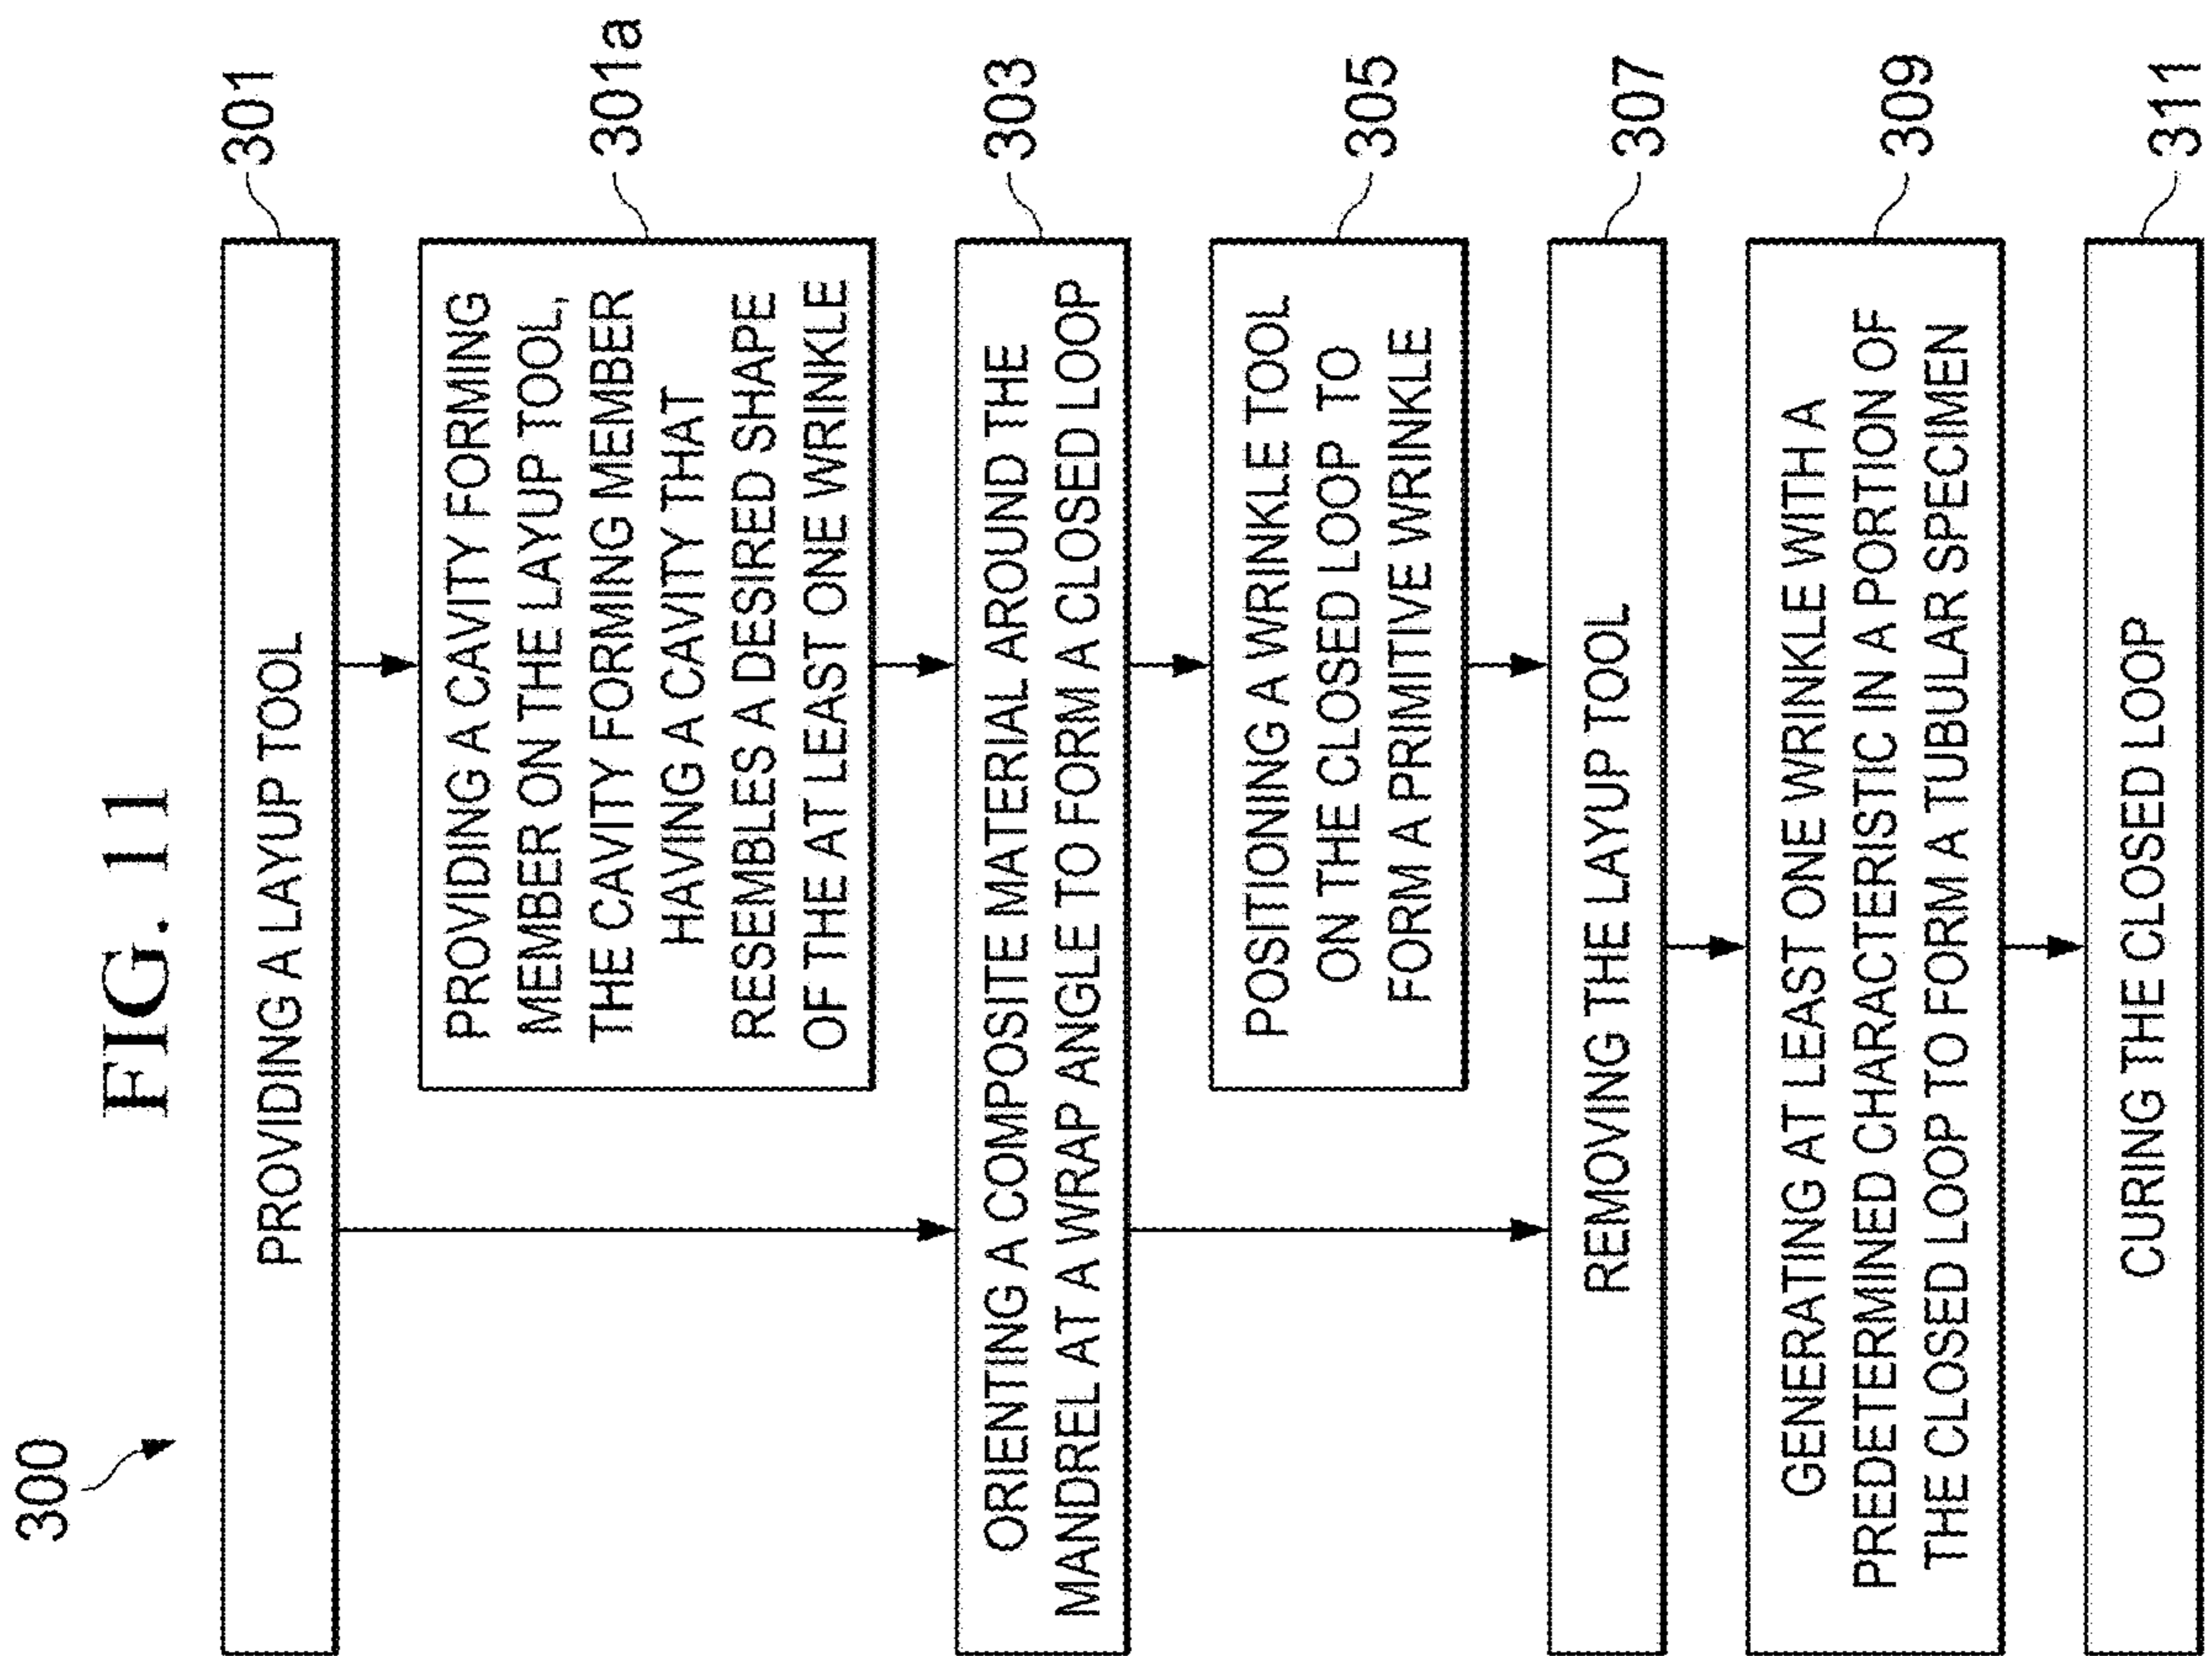 FIG. 11
300
PROVIDING A LAYUP TOOL
301
PROVIDING A CAVITY FORMING
MEMBER ON THE LAYUP TOOL,
THE CAVITY FORMING MEMBER
HAVING A CAVITY THAT
RESEMBLES A DESIRED SHAPE
OF THE AT LEAST ONE WRINKLE
301a
ORIENTING A COMPOSITE MATERIAL AROUND THE
MANDREL AT A WRAP ANGLE TO FORM A CLOSED LOOP
303
POSITIONING A WRINKLE TOOL
ON THE CLOSED LOOP TO
FORM A PRIMITIVE WRINKLE
305
REMOVING THE LAYUP TOOL
307
GENERATING AT LEAST ONE WRINKLE WITH A
PREDETERMINED CHARACTERISTIC IN A PORTION OF
THE CLOSED LOOP TO FORM A TUBULAR SPECIMEN
309
CURING THE CLOSED LOOP
311